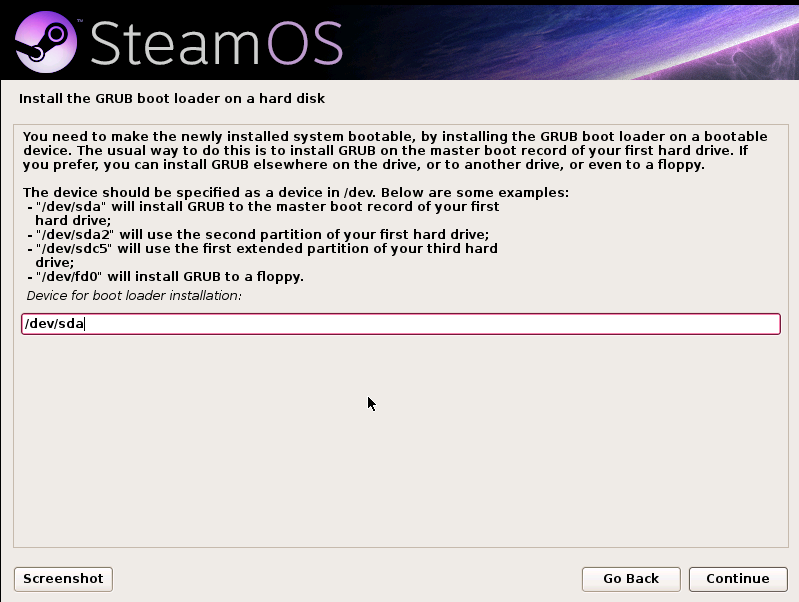 SteamOS™
Install the GRUB boot loader on a hard disk
You need to make the newly installed system bootable, by installing the GRUB boot loader on a bootable
device. The usual way to do this is to install GRUB on the master boot record of your first hard drive. If
you prefer, you can install GRUB elsewhere on the drive, or to another drive, or even to a floppy.
The device should be specified as a device in /dev. Below are some examples:
- "/dev/sda" will install GRUB to the master boot record of your first
hard drive;
- "/dev/sda2" will use the second partition of your first hard drive;
- "/dev/sdc5" will use the first extended partition of your third hard
drive;
- "/dev/fd0" will install GRUB to a floppy.
Device for boot loader installation:
/dev/sda
Screenshot
Go Back
Continue